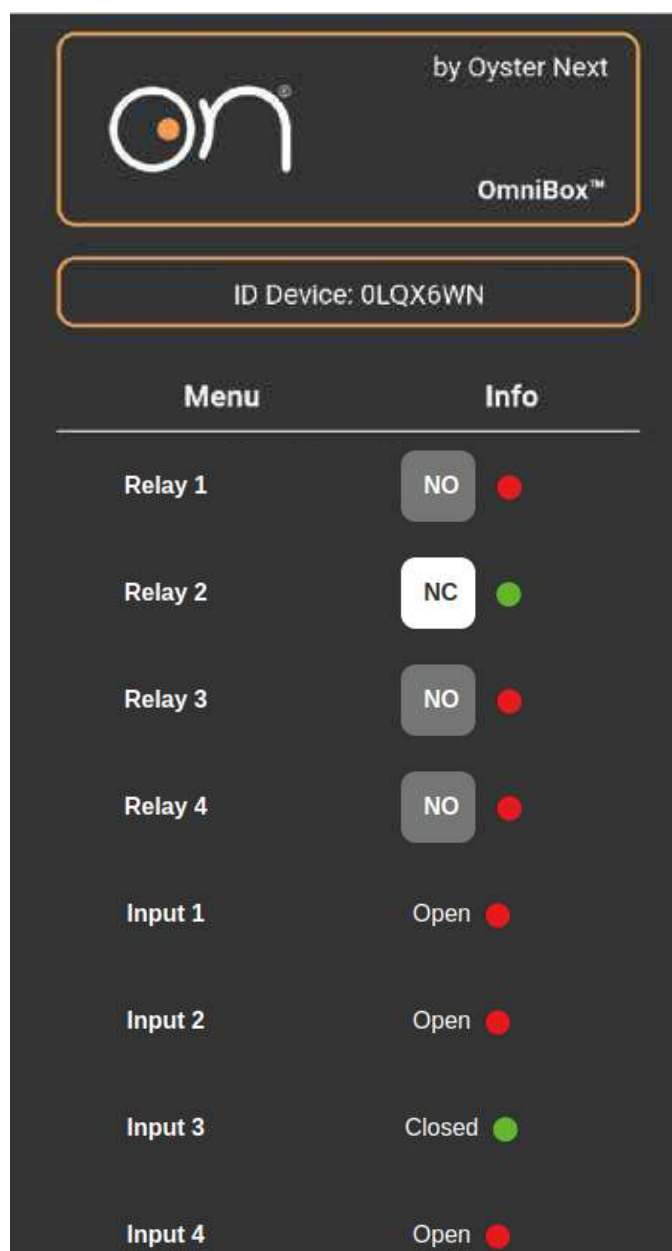 by Oyster Next
on®
OmniBox™
ID Device: 0LQX6WN
Menu Info
Relay 1 NO
Relay 2 NC
Relay 3 NO
Relay 4 NO
Input 1 Open
Input 2 Open
Input 3 Closed
Input 4 Open